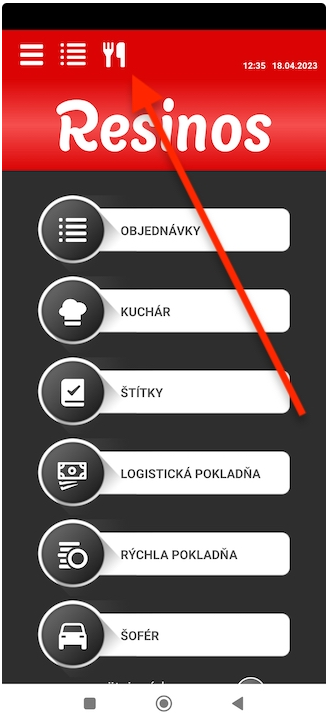 12:35 18.04.2023
Resinos
OBJEDNÁVKY
KUCHÁR
ŠTÍTKY
LOGISTICKÁ POKLADŇA
RÝCHLA POKLADŇA
ŠOFÉR